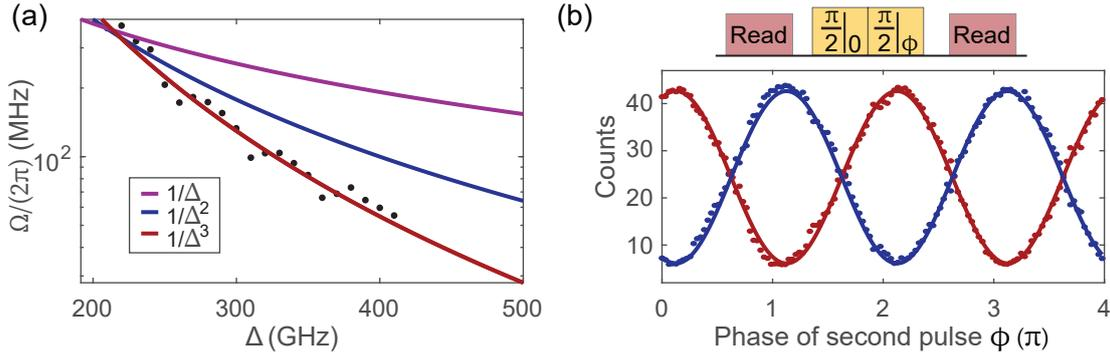 (a)
Ω/(2π) (MHz)
10²
1/Δ
1/Δ²
1/Δ³
200 300 400 500
Δ (GHz)
(b)
Read π/2|0 π/2|ϕ Read
Counts
40
30
20
10
0 1 2 3 4
Phase of second pulse ϕ (π)